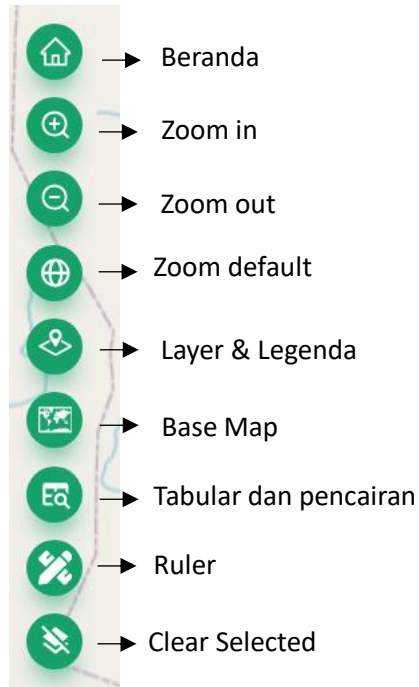 Beranda
Zoom in
Zoom out
Zoom default
Layer & Legenda
Base Map
Tabular dan pencairan
Ruler
Clear Selected